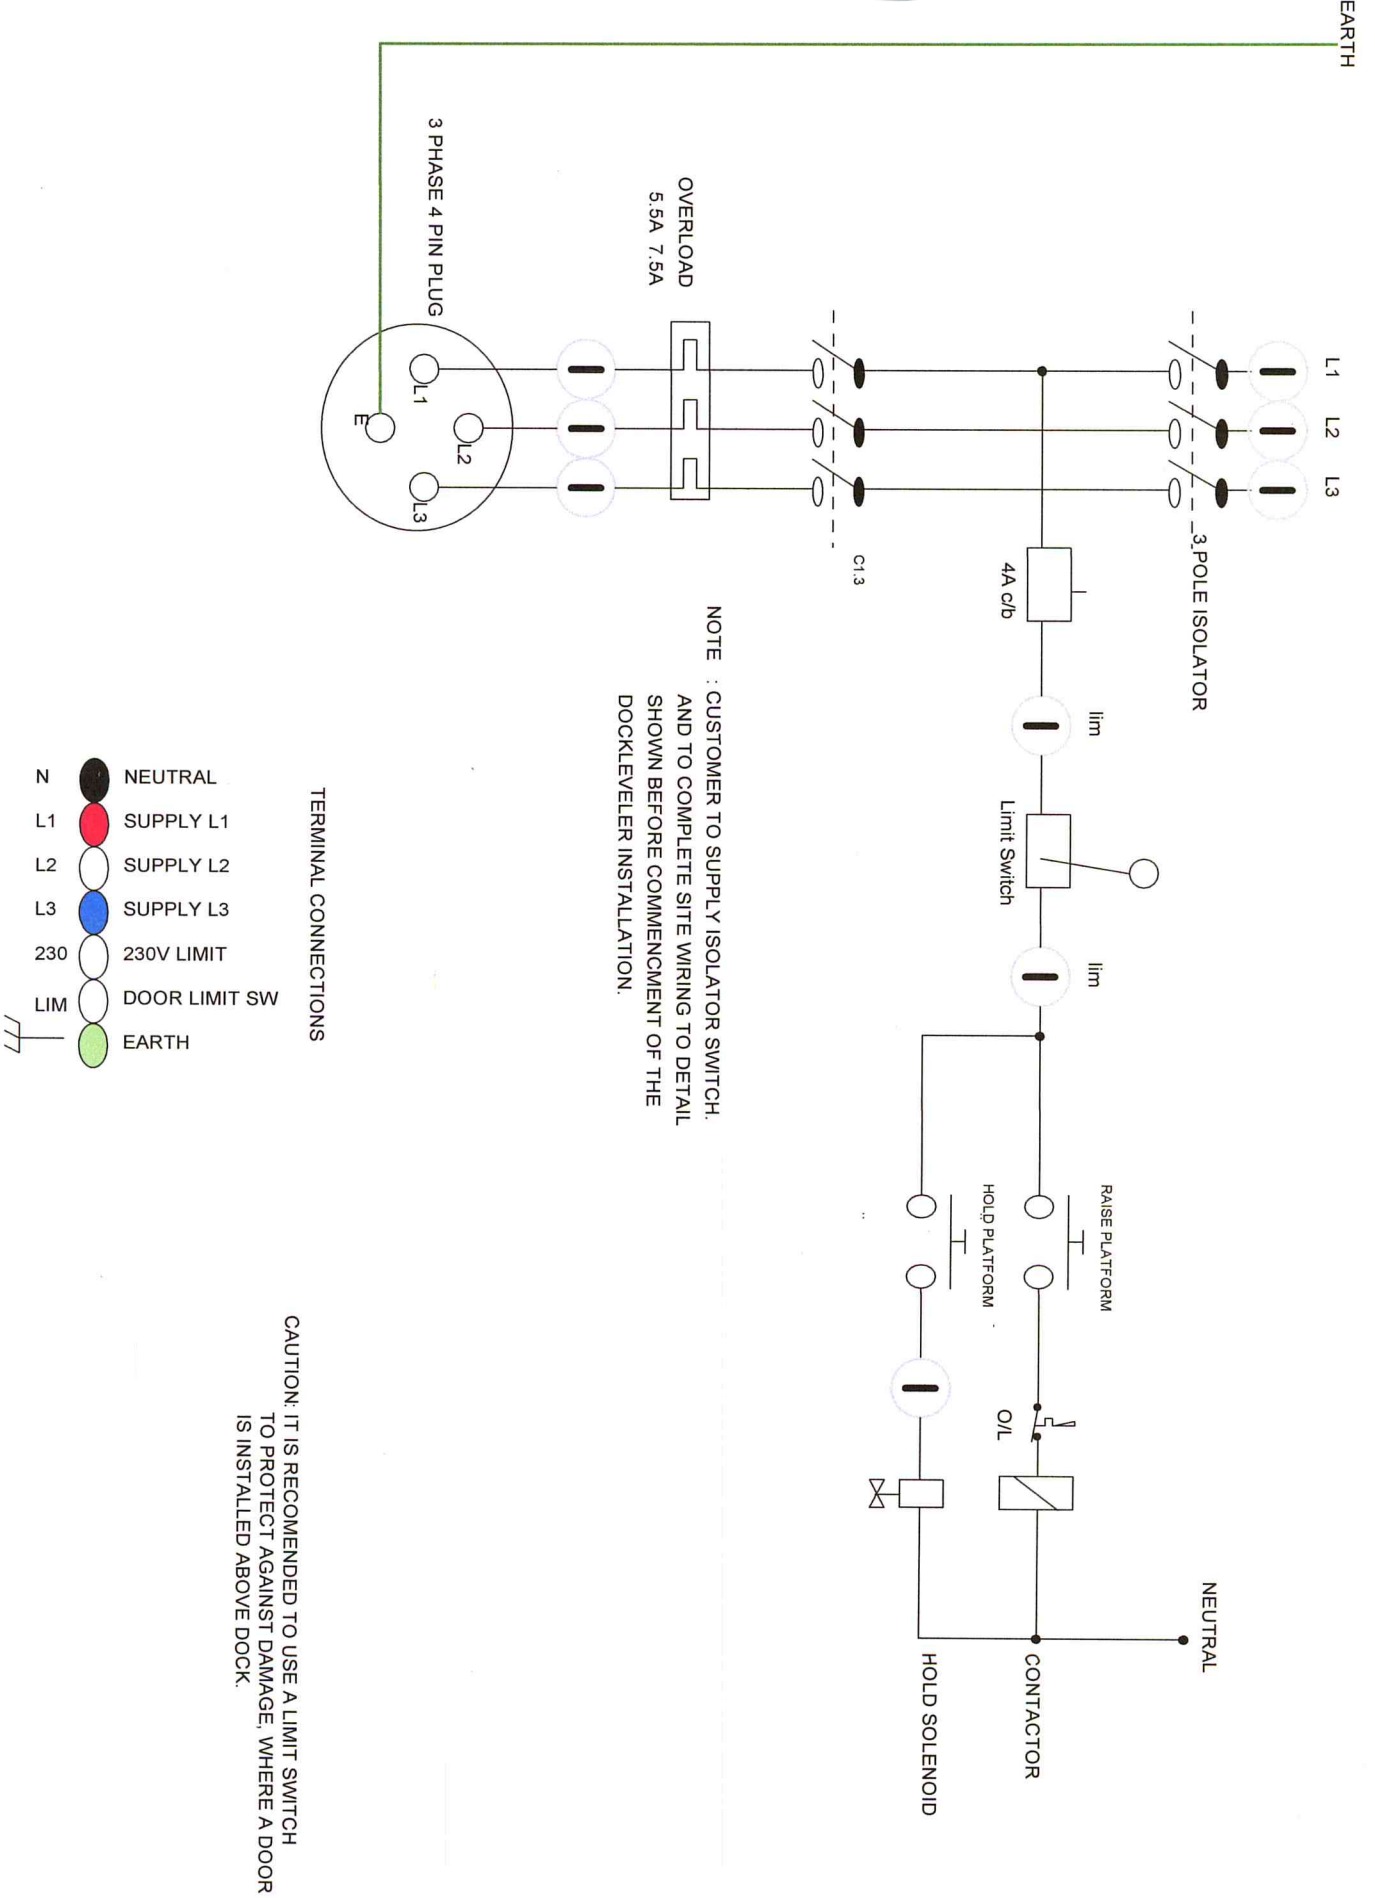 EARTH
L1
L2
L3
3 POLE ISOLATOR
NEUTRAL
RAISE PLATFORM
lim
lim
4A c/b
Limit Switch
HOLD PLATFORM
O/L
CONTACTOR
HOLD SOLENOID
C1.3
OVERLOAD
5.5A 7.5A
NOTE : CUSTOMER TO SUPPLY ISOLATOR SWITCH.
AND TO COMPLETE SITE WIRING TO DETAIL
SHOWN BEFORE COMMENCMENT OF THE
DOCKLEVELER INSTALLATION.
3 PHASE 4 PIN PLUG
L1
L2
L3
E
TERMINAL CONNECTIONS
N NEUTRAL
L1 SUPPLY L1
L2 SUPPLY L2
L3 SUPPLY L3
230 230V LIMIT
LIM DOOR LIMIT SW
EARTH
CAUTION: IT IS RECOMENDED TO USE A LIMIT SWITCH
TO PROTECT AGAINST DAMAGE, WHERE A DOOR
IS INSTALLED ABOVE DOCK.